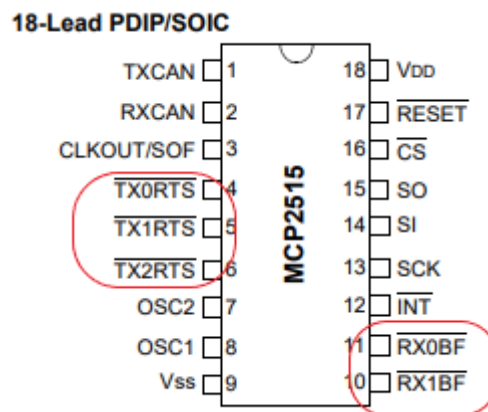 18-Lead PDIP/SOIC
TXCAN 1 18 VDD
RXCAN 2 17 RESET
CLKOUT/SOF 3 16 CS
TX0RTS 4 15 SO
TX1RTS 5 14 SI
TX2RTS 6 13 SCK
OSC2 7 12 INT
OSC1 8 11 RX0BF
Vss 9 10 RX1BF
MCP2515